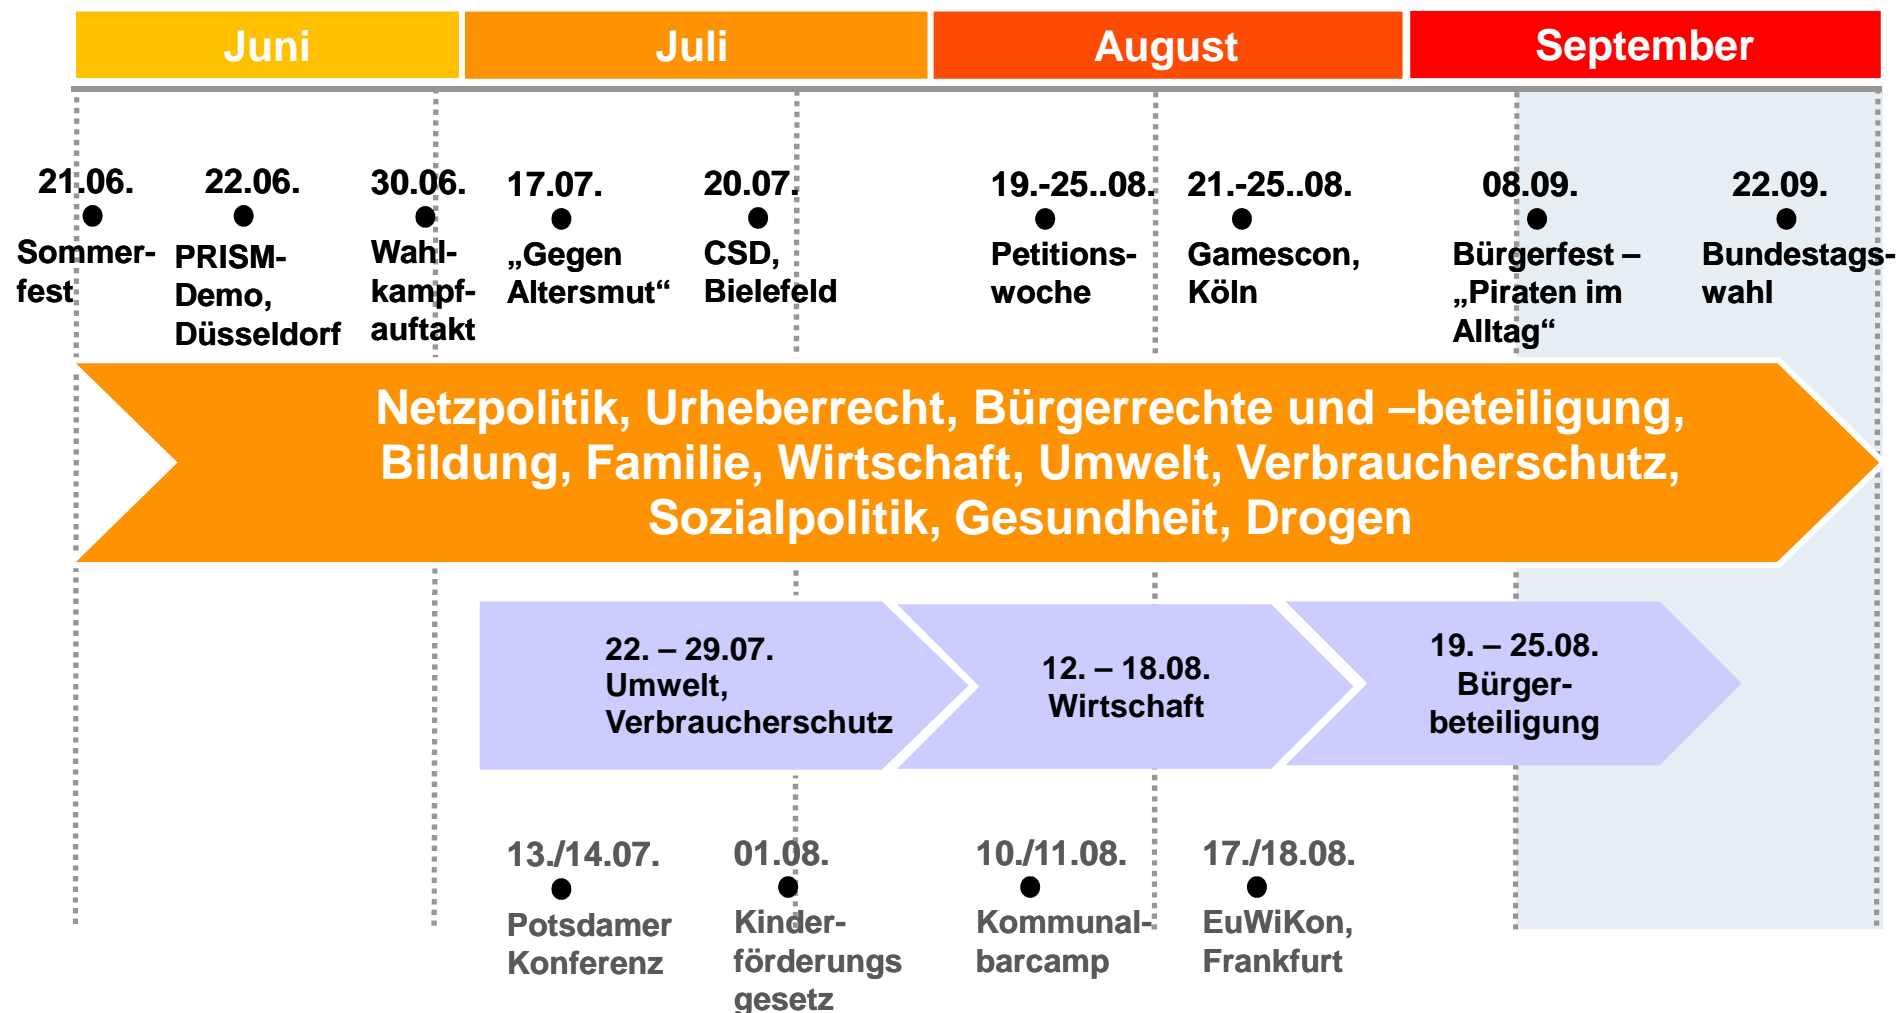 Juni
Juli
August
September
21.06.
Sommer-
fest
22.06.
PRISM-
Demo,
Düsseldorf
30.06.
Wahl-
kampf-
auftakt
17.07.
„Gegen
Altersmut“
20.07.
CSD,
Bielefeld
19.-25..08.
Petitions-
woche
21.-25..08.
Gamescon,
Köln
08.09.
Bürgerfest –
„Piraten im
Alltag“
22.09.
Bundestags-
wahl
Netzpolitik, Urheberrecht, Bürgerrechte und –beteiligung,
Bildung, Familie, Wirtschaft, Umwelt, Verbraucherschutz,
Sozialpolitik, Gesundheit, Drogen
22. – 29.07.
Umwelt,
Verbraucherschutz
12. – 18.08.
Wirtschaft
19. – 25.08.
Bürger-
beteiligung
13./14.07.
Potsdamer
Konferenz
01.08.
Kinder-
förderungs
gesetz
10./11.08.
Kommunal-
barcamp
17./18.08.
EuWiKon,
Frankfurt